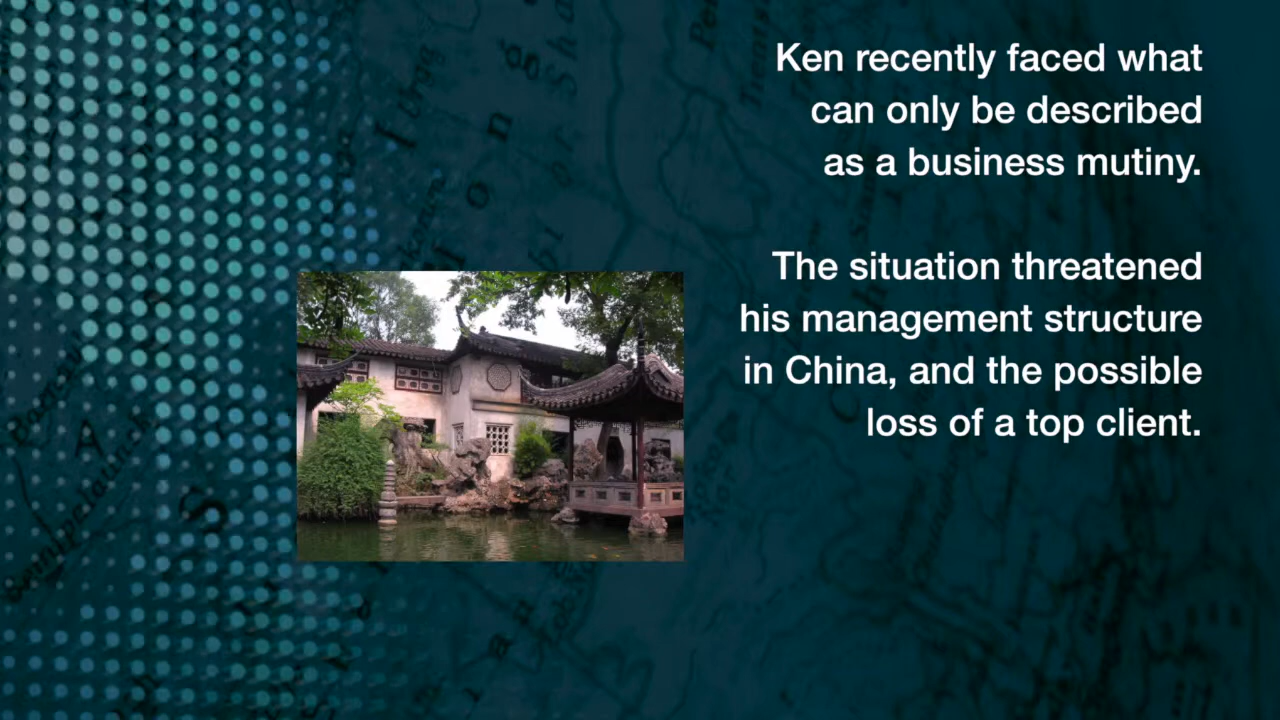 Ken recently faced what
can only be described
as a business mutiny.
The situation threatened
his management structure
in China, and the possible
loss of a top client.